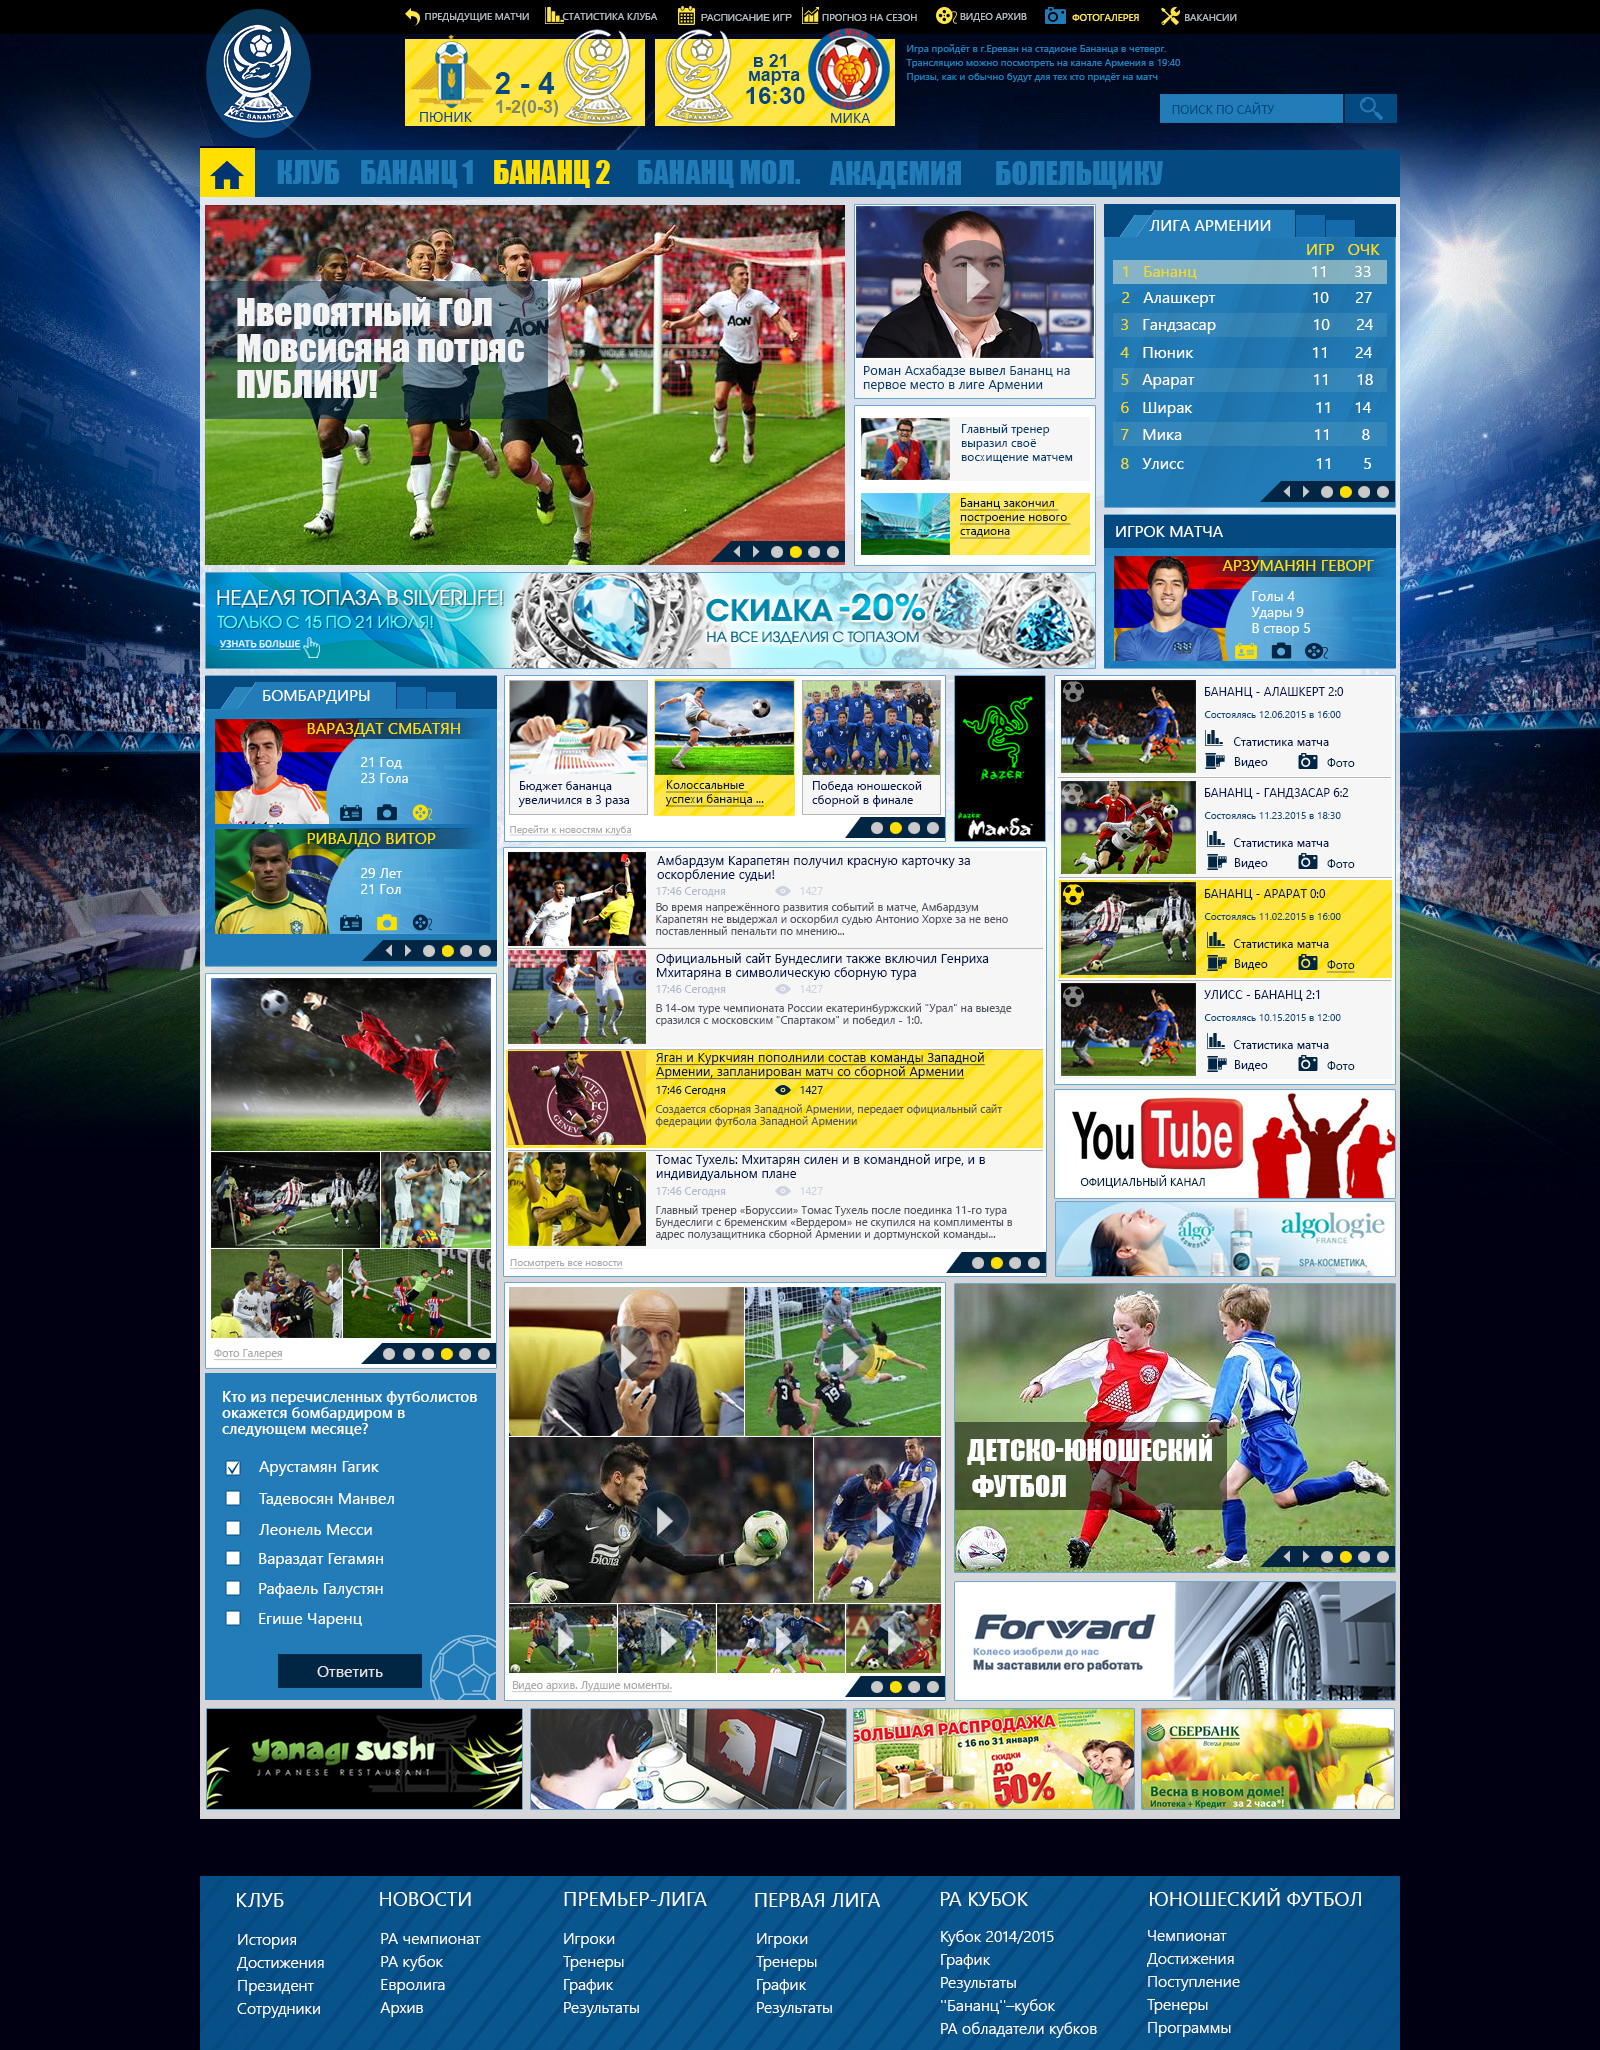 ПРЕДЫДУЩИЕ МАТЧИ
СТАТИСТИКА КЛУБА
РАСПИСАНИЕ ИГР
ПРОГНОЗ НА СЕЗОН
ВИДЕО АРХИВ
ФОТОГАЛЕРЕЯ
ВАКАНСИИ
FC BANANTS
ПЮНИК
2 - 4
1-2(0-3)
в 21
марта
16:30
МИКА
Игра пройдёт в г.Ереван на стадионе Бананца в четверг.
Трансляцию можно посмотреть на канале Армения в 19:40
Призы, как и обычно будут для тех кто придёт на матч
ПОИСК ПО САЙТУ
КЛУБ
БАНАНЦ 1
БАНАНЦ 2
БАНАНЦ МОЛ.
АКАДЕМИЯ
БОЛЕЛЬЩИКУ
Нвероятный ГОЛ
Мовсисяна потряс
ПУБЛИКУ!
AON
AON
AON
Роман Асхабадзе вывел Бананц на
первое место в лиге Армении
Главный тренер
выразил своё
восхищение матчем
Бананц закончил
построение нового
стадиона
ЛИГА АРМЕНИИ
ИГР ОЧК
1 Бананц 11 33
2 Алашкерт 10 27
3 Гандзасар 10 24
4 Пюник 11 24
5 Арарат 11 18
6 Ширак 11 14
7 Мика 11 8
8 Улисс 11 5
ИГРОК МАТЧА
АРЗУМАНЯН ГЕВОРГ
Голы 4
Удары 9
В створ 5
НЕДЕЛЯ ТОПАЗА В SILVERLIFE!
ТОЛЬКО С 15 ПО 21 ИЮЛЯ!
УЗНАТЬ БОЛЬШЕ
СКИДКА -20%
НА ВСЕ ИЗДЕЛИЯ С ТОПАЗОМ
БОМБАРДИРЫ
ВАРАЗДАТ СМБАТЯН
21 Год
23 Гола
РИВАЛДО ВИТОР
29 Лет
21 Гол
Бюджет бананца
увеличился в 3 раза
Колоссальные
успехи бананца ...
Победа юношеской
сборной в финале
Перейти к новостям клуба
RAZER
RAZER
Mamba
БАНАНЦ - АЛАШКЕРТ 2:0
Состоялясь 12.06.2015 в 16:00
Статистика матча
Видео
Фото
БАНАНЦ - ГАНДЗАСАР 6:2
Состоялясь 11.23.2015 в 18:30
Статистика матча
Видео
Фото
БАНАНЦ - АРАРАТ 0:0
Состоялясь 11.02.2015 в 16:00
Статистика матча
Видео
Фото
УЛИСС - БАНАНЦ 2:1
Состоялясь 10.15.2015 в 12:00
Статистика матча
Видео
Фото
Амбардзум Карапетян получил красную карточку за
оскорбление судьи!
17:46 Сегодня 1427
Во время напрежённого развития событий в матче, Амбардзум
Карапетян не выдержал и оскорбил судью Антонио Хорхе за не вено
поставленный пенальти по мнению...
Официальный сайт Бундеслиги также включил Генриха
Мхитаряна в символическую сборную тура
17:46 Сегодня 1427
В 14-ом туре чемпионата России екатеринбуржский "Урал" на выезде
сразился с московским "Спартаком" и победил - 1:0.
Яган и Куркчиян пополнили состав команды Западной
Армении, запланирован матч со сборной Армении
17:46 Сегодня 1427
Создается сборная Западной Армении, передает официальный сайт
федерации футбола Западной Армении
Томас Тухель: Мхитарян силен и в командной игре, и в
индивидуальном плане
17:46 Сегодня 1427
Главный тренер «Боруссии» Томас Тухель после поединка 11-го тура
Бундеслиги с бременским «Вердером» не скупился на комплименты в
адрес полузащитника сборной Армении и дортмунской команды...
Посмотреть все новости
You Tube
ОФИЦИАЛЬНЫЙ КАНАЛ
algo
algologie
FRANCE
SPA-КОСМЕТИКА,
Фото Галерея
Кто из перечисленных футболистов
окажется бомбардиром в
следующем месяце?
Арустамян Гагик
Тадевосян Манвел
Леонель Месси
Вараздат Гегамян
Рафаель Галустян
Егише Чаренц
Ответить
Бiола
Видео архив. Лудшие моменты.
ДЕТСКО-ЮНОШЕСКИЙ
ФУТБОЛ
Forward
Колесо изобрели до нас
Мы заставили его работать
yanagi sushi
JAPANESE RESTAURANT
БОЛЬШАЯ РАСПРОДАЖА
с 16 по 31 января
СКИДКИ
ДО
50%
СБЕРБАНК
Всегда рядом
Весна в новом доме!
Ипотека + Кредит за 2 часа*!
КЛУБ
История
Достижения
Президент
Сотрудники
НОВОСТИ
РА чемпионат
РА кубок
Евролига
Архив
ПРЕМЬЕР-ЛИГА
Игроки
Тренеры
График
Результаты
ПЕРВАЯ ЛИГА
Игроки
Тренеры
График
Результаты
РА КУБОК
Кубок 2014/2015
График
Результаты
''Бананц''–кубок
РА обладатели кубков
ЮНОШЕСКИЙ ФУТБОЛ
Чемпионат
Достижения
Поступление
Тренеры
Программы